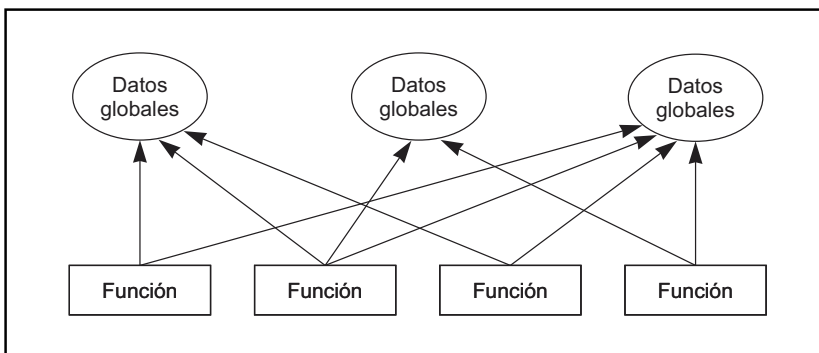 Datos
globales
Datos
globales
Datos
globales
Función
Función
Función
Función